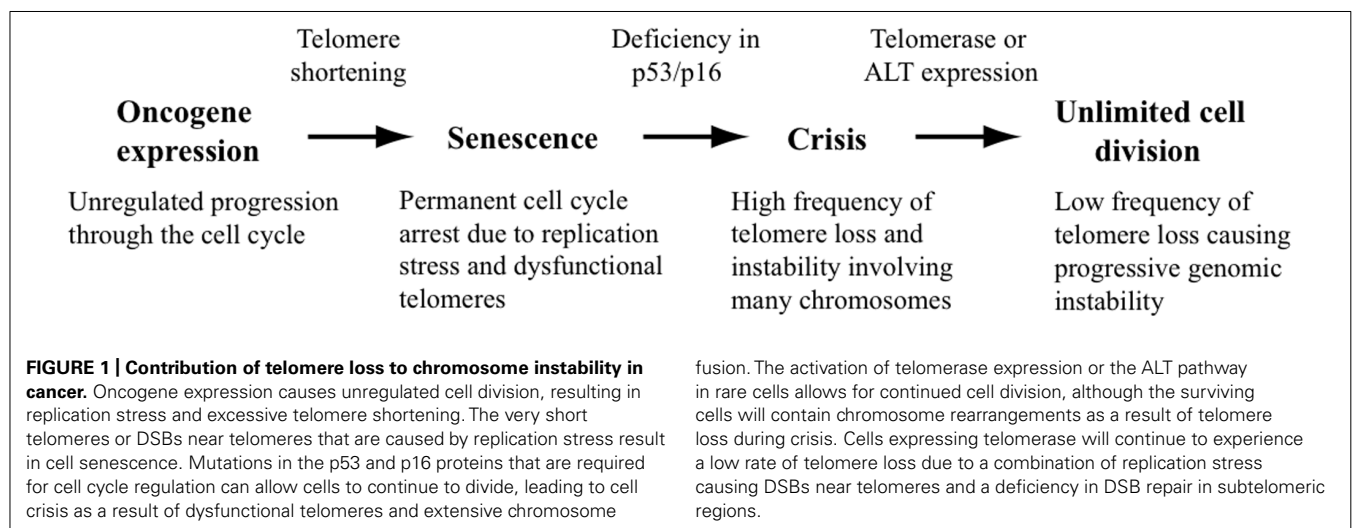 Telomere
shortening
Deficiency in
p53/p16
Telomerase or
ALT expression
Oncogene
expression
Senescence
Crisis
Unlimited cell
division
Unregulated progression
through the cell cycle
Permanent cell cycle
arrest due to replication
stress and dysfunctional
telomeres
High frequency of
telomere loss and
instability involving
many chromosomes
Low frequency of
telomere loss causing
progressive genomic
instability
FIGURE 1 | Contribution of telomere loss to chromosome instability in
cancer. Oncogene expression causes unregulated cell division, resulting in
replication stress and excessive telomere shortening. The very short
telomeres or DSBs near telomeres that are caused by replication stress result
in cell senescence. Mutations in the p53 and p16 proteins that are required
for cell cycle regulation can allow cells to continue to divide, leading to cell
crisis as a result of dysfunctional telomeres and extensive chromosome
fusion. The activation of telomerase expression or the ALT pathway
in rare cells allows for continued cell division, although the surviving
cells will contain chromosome rearrangements as a result of telomere
loss during crisis. Cells expressing telomerase will continue to experience
a low rate of telomere loss due to a combination of replication stress
causing DSBs near telomeres and a deficiency in DSB repair in subtelomeric
regions.